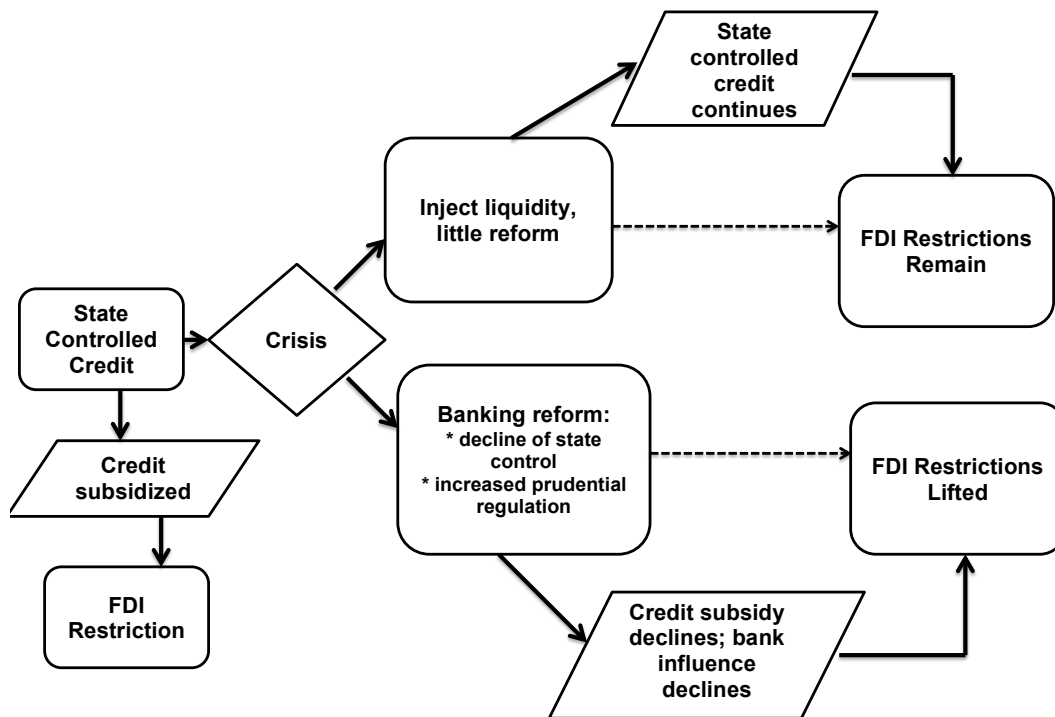 State
controlled
credit
continues
Inject liquidity,
little reform
FDI Restrictions
Remain
State
Controlled
Credit
Crisis
Banking reform:
* decline of state
control
* increased prudential
regulation
FDI Restrictions
Lifted
Credit
subsidized
FDI
Restriction
Credit subsidy
declines; bank
influence
declines